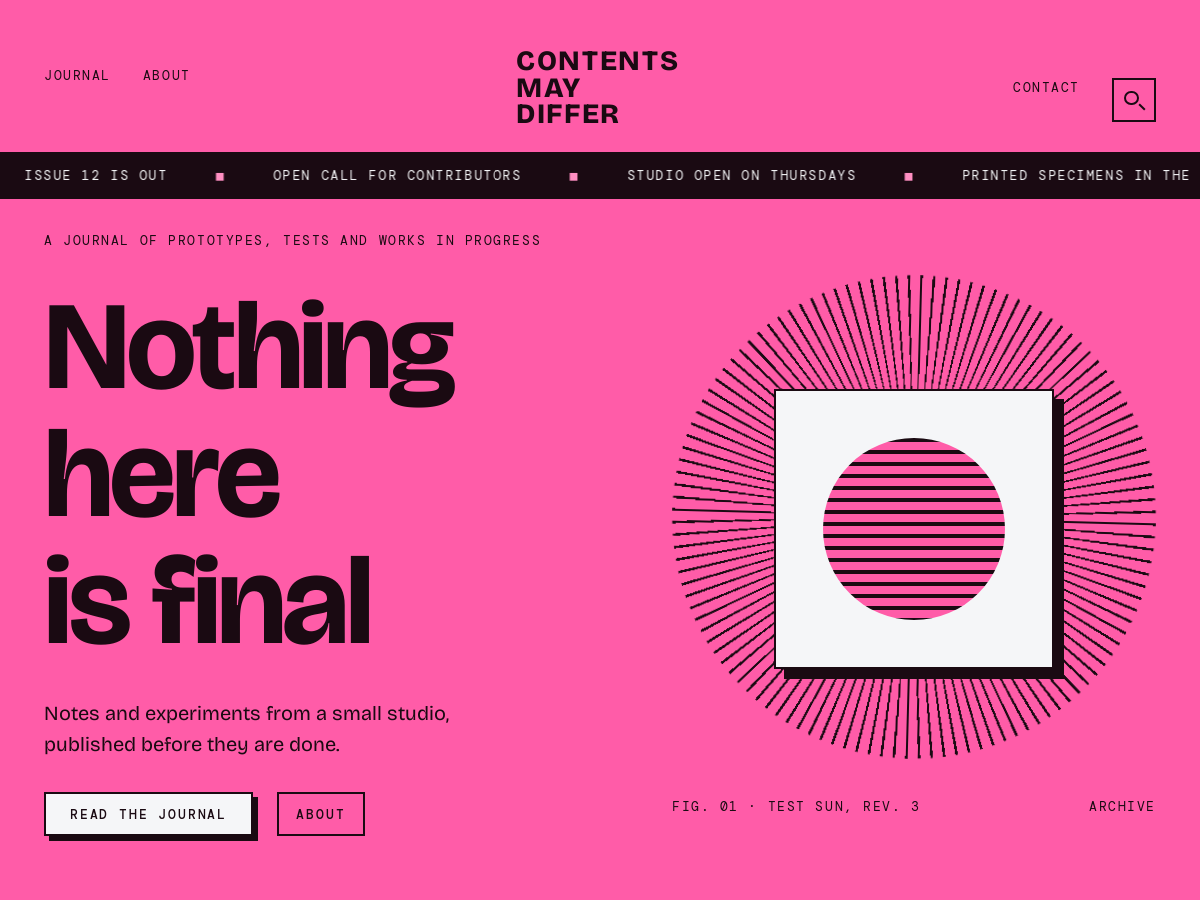 JOURNAL ABOUT
CONTENTS
MAY
DIFFER
CONTACT
ISSUE 12 IS OUT ■ OPEN CALL FOR CONTRIBUTORS ■ STUDIO OPEN ON THURSDAYS ■ PRINTED SPECIMENS IN THE
A JOURNAL OF PROTOTYPES, TESTS AND WORKS IN PROGRESS
Nothing
here
is final
Notes and experiments from a small studio,
published before they are done.
READ THE JOURNAL ABOUT
FIG. 01 · TEST SUN, REV. 3 ARCHIVE